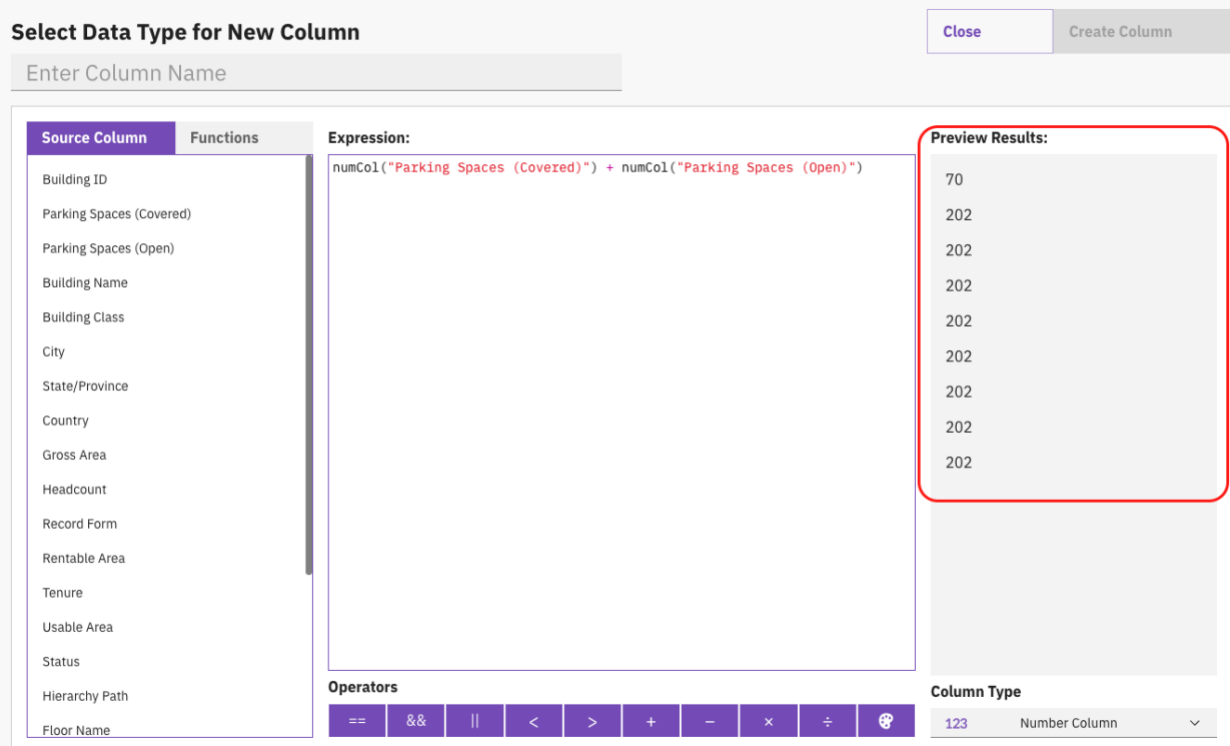 Select Data Type for New Column
Close
Create Column
Enter Column Name
Source Column
Functions
Building ID
Parking Spaces (Covered)
Parking Spaces (Open)
Building Name
Building Class
City
State/Province
Country
Gross Area
Headcount
Record Form
Rentable Area
Tenure
Usable Area
Status
Hierarchy Path
Floor Name
Expression:
numCol("Parking Spaces (Covered)") + numCol("Parking Spaces (Open)")
Operators
== && || < > + − × ÷
Preview Results:
70
202
202
202
202
202
202
202
202
Column Type
123 Number Column